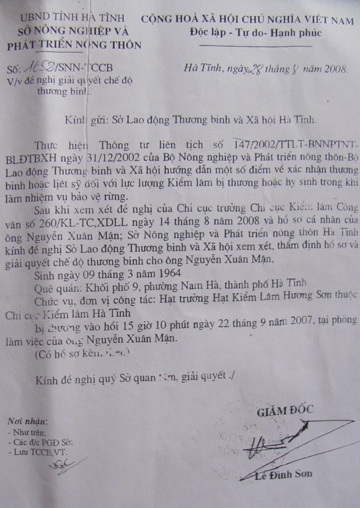 UBND TỈNH HÀ TĨNH
SỞ NÔNG NGHIỆP VÀ
PHÁT TRIỂN NÔNG THÔN
CỘNG HOÀ XÃ HỘI CHỦ NGHĨA VIỆT NAM
Độc lập - Tự do- Hạnh phúc
Số: /SNN-TCCB
V/v đề nghị giải quyết chế độ
thương binh.
Hà Tĩnh, ngày 28 tháng 8 năm 2008.
Kính gửi: Sở Lao động Thương binh và Xã hội Hà Tĩnh.
Thực hiện Thông tư liên tịch số 147/2002/TTLT-BNNPTNT-
BLĐTBXH ngày 31/12/2002 của Bộ Nông nghiệp và Phát triển nông thôn-Bộ
Lao động Thương binh và Xã hội hướng dẫn một số điểm về xác nhận thương
binh hoặc liệt sỹ đối với lực lượng Kiểm lâm bị thương hoặc hy sinh trong khi
làm nhiệm vụ bảo vệ rừng.
Sau khi xem xét đề nghị của Chi cục trưởng Chi cục Kiểm lâm Công
văn số 260/KL-TC,XDLL ngày 14 tháng 8 năm 2008 và hồ sơ cá nhân của
ông Nguyễn Xuân Mận; Sở Nông nghiệp và Phát triển nông thôn Hà Tĩnh
kính đề nghị Sở Lao động Thương binh và Xã hội xem xét, thẩm định hồ sơ và
giải quyết chế độ thương binh cho ông Nguyễn Xuân Mận.
Sinh ngày 09 tháng 3 năm 1964
Quê quán: Khối phố 9, phường Nam Hà, thành phố Hà Tĩnh
Chức vụ, đơn vị công tác: Hạt trưởng Hạt Kiểm Lâm Hương Sơn thuộc
Chi cục Kiểm lâm Hà Tĩnh
bị thương vào hồi 15 giờ 10 phút ngày 22 tháng 9 năm 2007, tại phòng
làm việc của ông Nguyễn Xuân Mận.
(Có hồ sơ kèm
Kính đề nghị quý Sở quan tâm, giải quyết ./
Nơi nhận:
- Như trên;
- Các đ/c PGĐ Sở;
- Lưu TCCB,VT.
GIÁM ĐỐC
Lê Đình Sơn